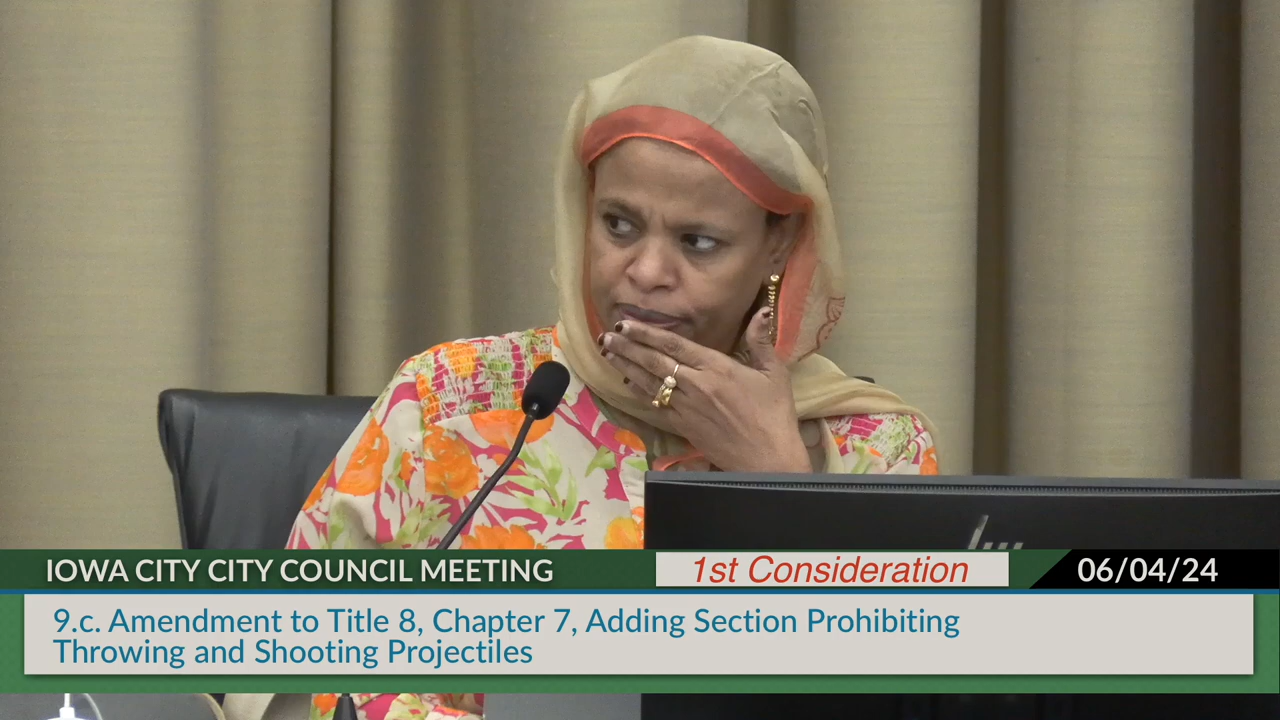 IOWA CITY CITY COUNCIL MEETING
1st Consideration
06/04/24
9.c. Amendment to Title 8, Chapter 7, Adding Section Prohibiting
Throwing and Shooting Projectiles